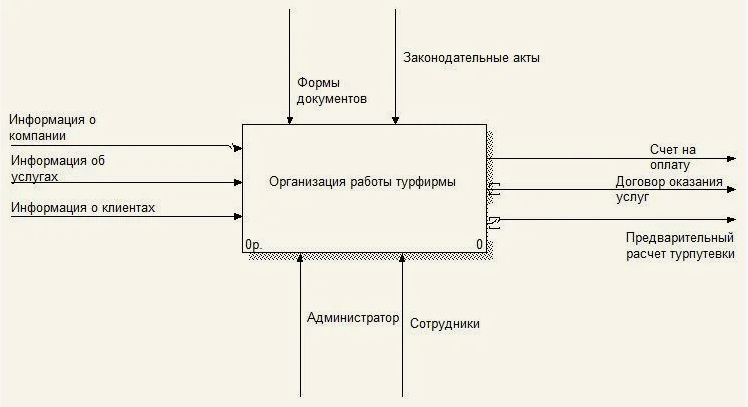 Законодательные акты
Формы
документов
Информация о
компании
Информация об
услугах
Информация о клиентах
Организация работы турфирмы
0р.
0
Счет на
оплату
Договор оказания
услуг
Предварительный
расчет турпутевки
Администратор
Сотрудники